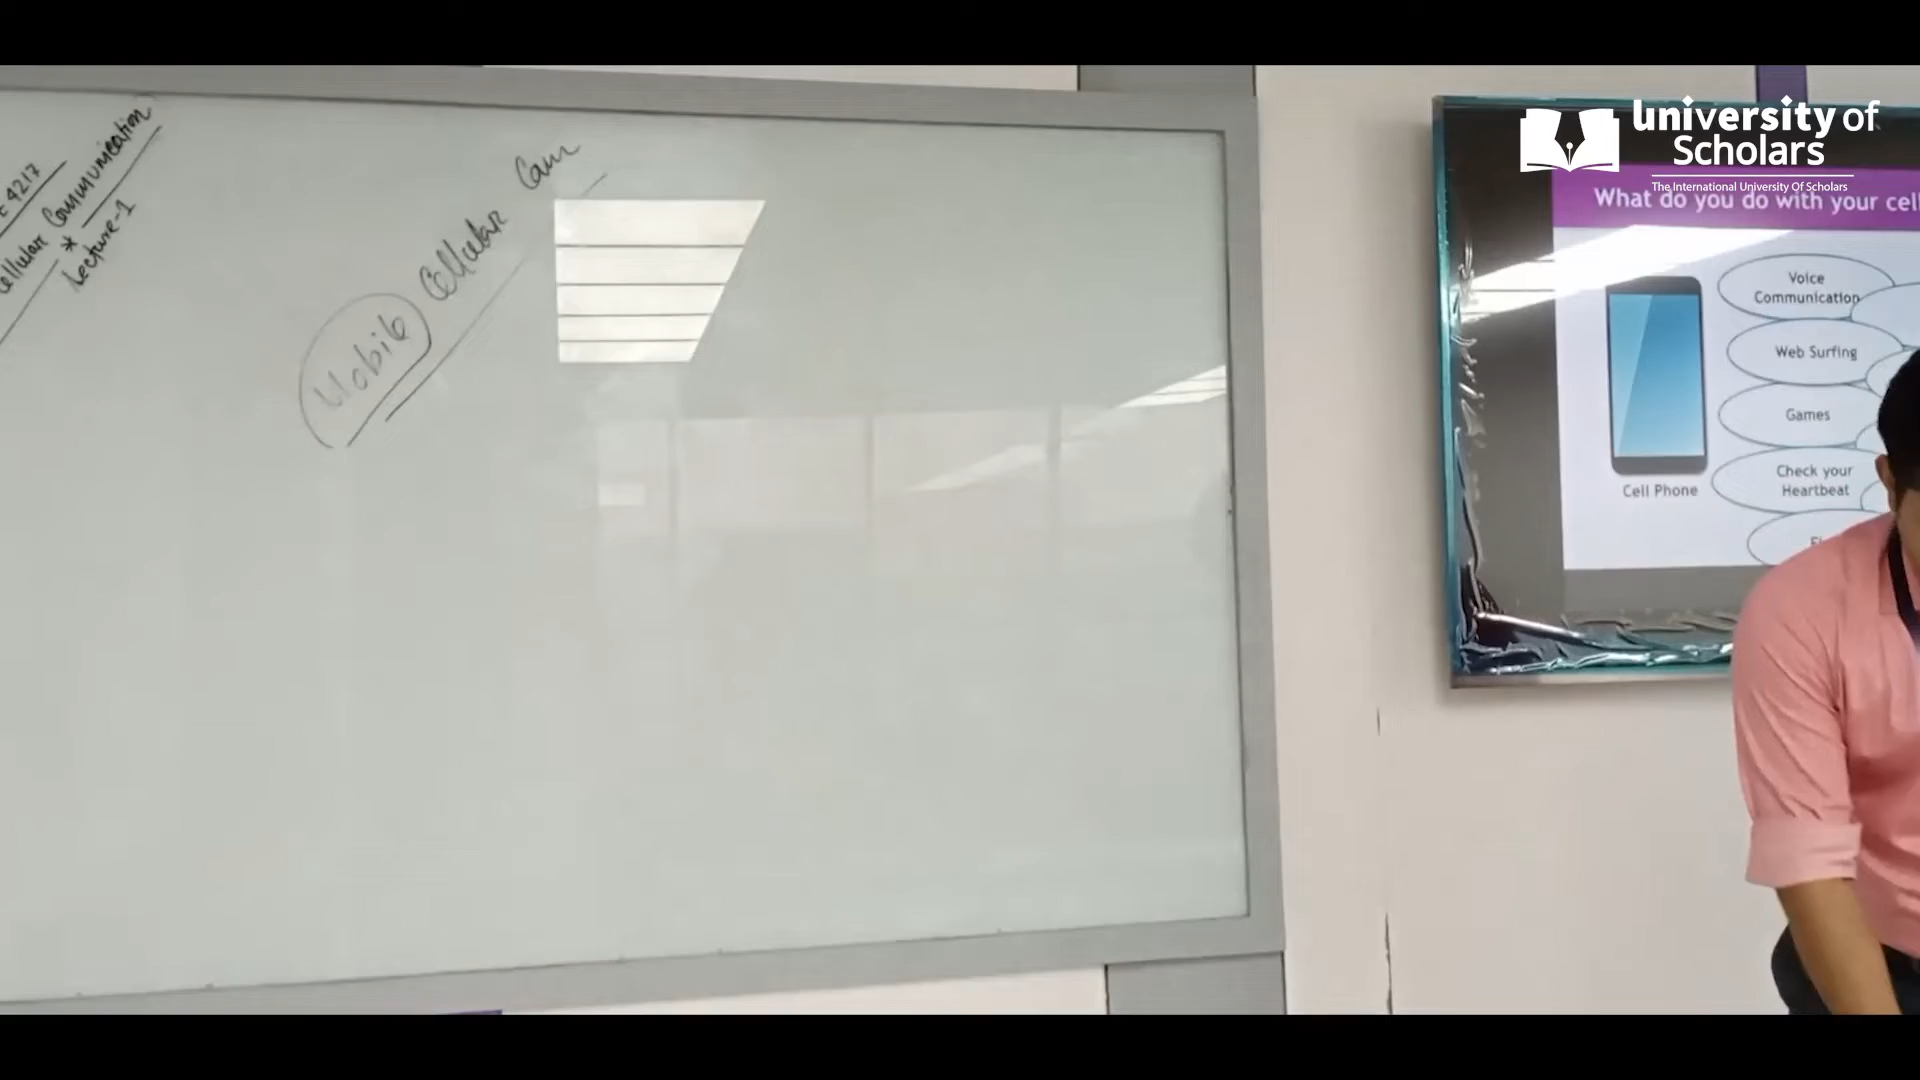 4217
Cellular Communication
*
Lecture-1
Mobile Cellular Com
university of
Scholars
The International University Of Scholars
What do you do with your cell
Voice
Communication
Web Surfing
Games
Check your
Heartbeat
Cell Phone